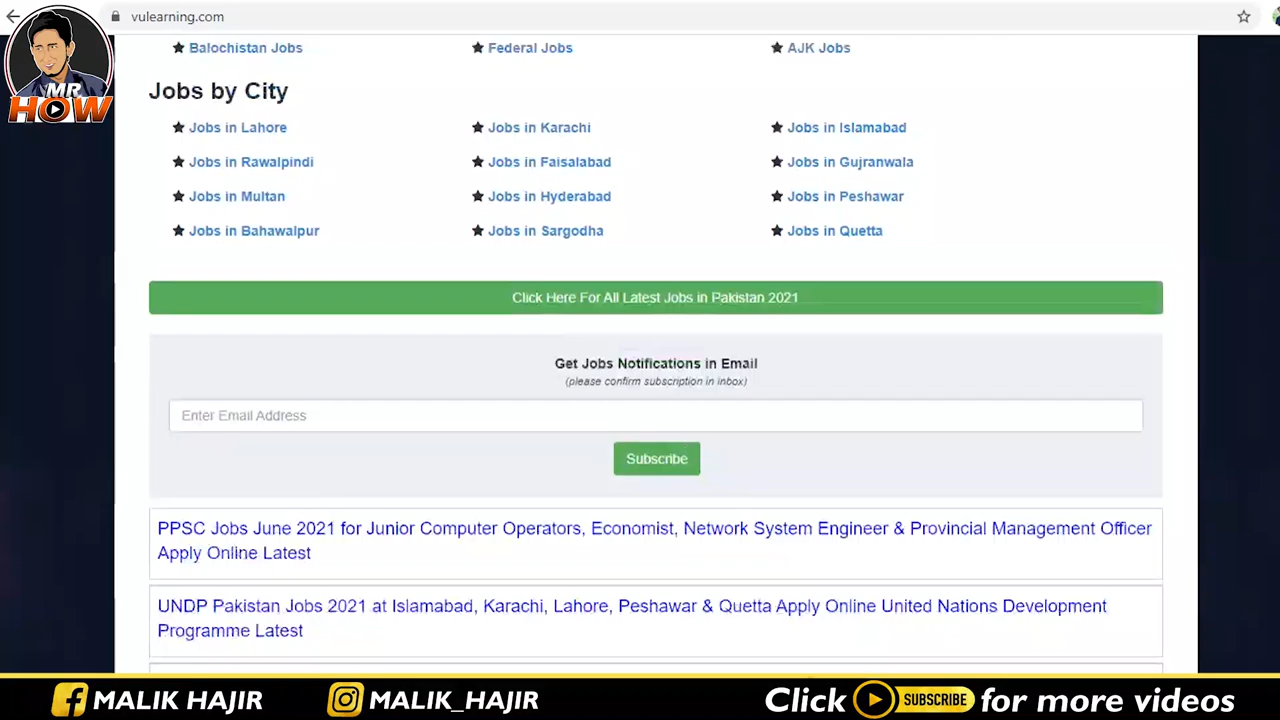 vulearning.com
MR
HOW
★ Balochistan Jobs ★ Federal Jobs ★ AJK Jobs
Jobs by City
★ Jobs in Lahore ★ Jobs in Karachi ★ Jobs in Islamabad
★ Jobs in Rawalpindi ★ Jobs in Faisalabad ★ Jobs in Gujranwala
★ Jobs in Multan ★ Jobs in Hyderabad ★ Jobs in Peshawar
★ Jobs in Bahawalpur ★ Jobs in Sargodha ★ Jobs in Quetta
Click Here For All Latest Jobs in Pakistan 2021
Get Jobs Notifications in Email
(please confirm subscription in inbox)
Enter Email Address
Subscribe
PPSC Jobs June 2021 for Junior Computer Operators, Economist, Network System Engineer & Provincial Management Officer
Apply Online Latest
UNDP Pakistan Jobs 2021 at Islamabad, Karachi, Lahore, Peshawar & Quetta Apply Online United Nations Development
Programme Latest
MALIK HAJIR MALIK_HAJIR Click SUBSCRIBE for more videos